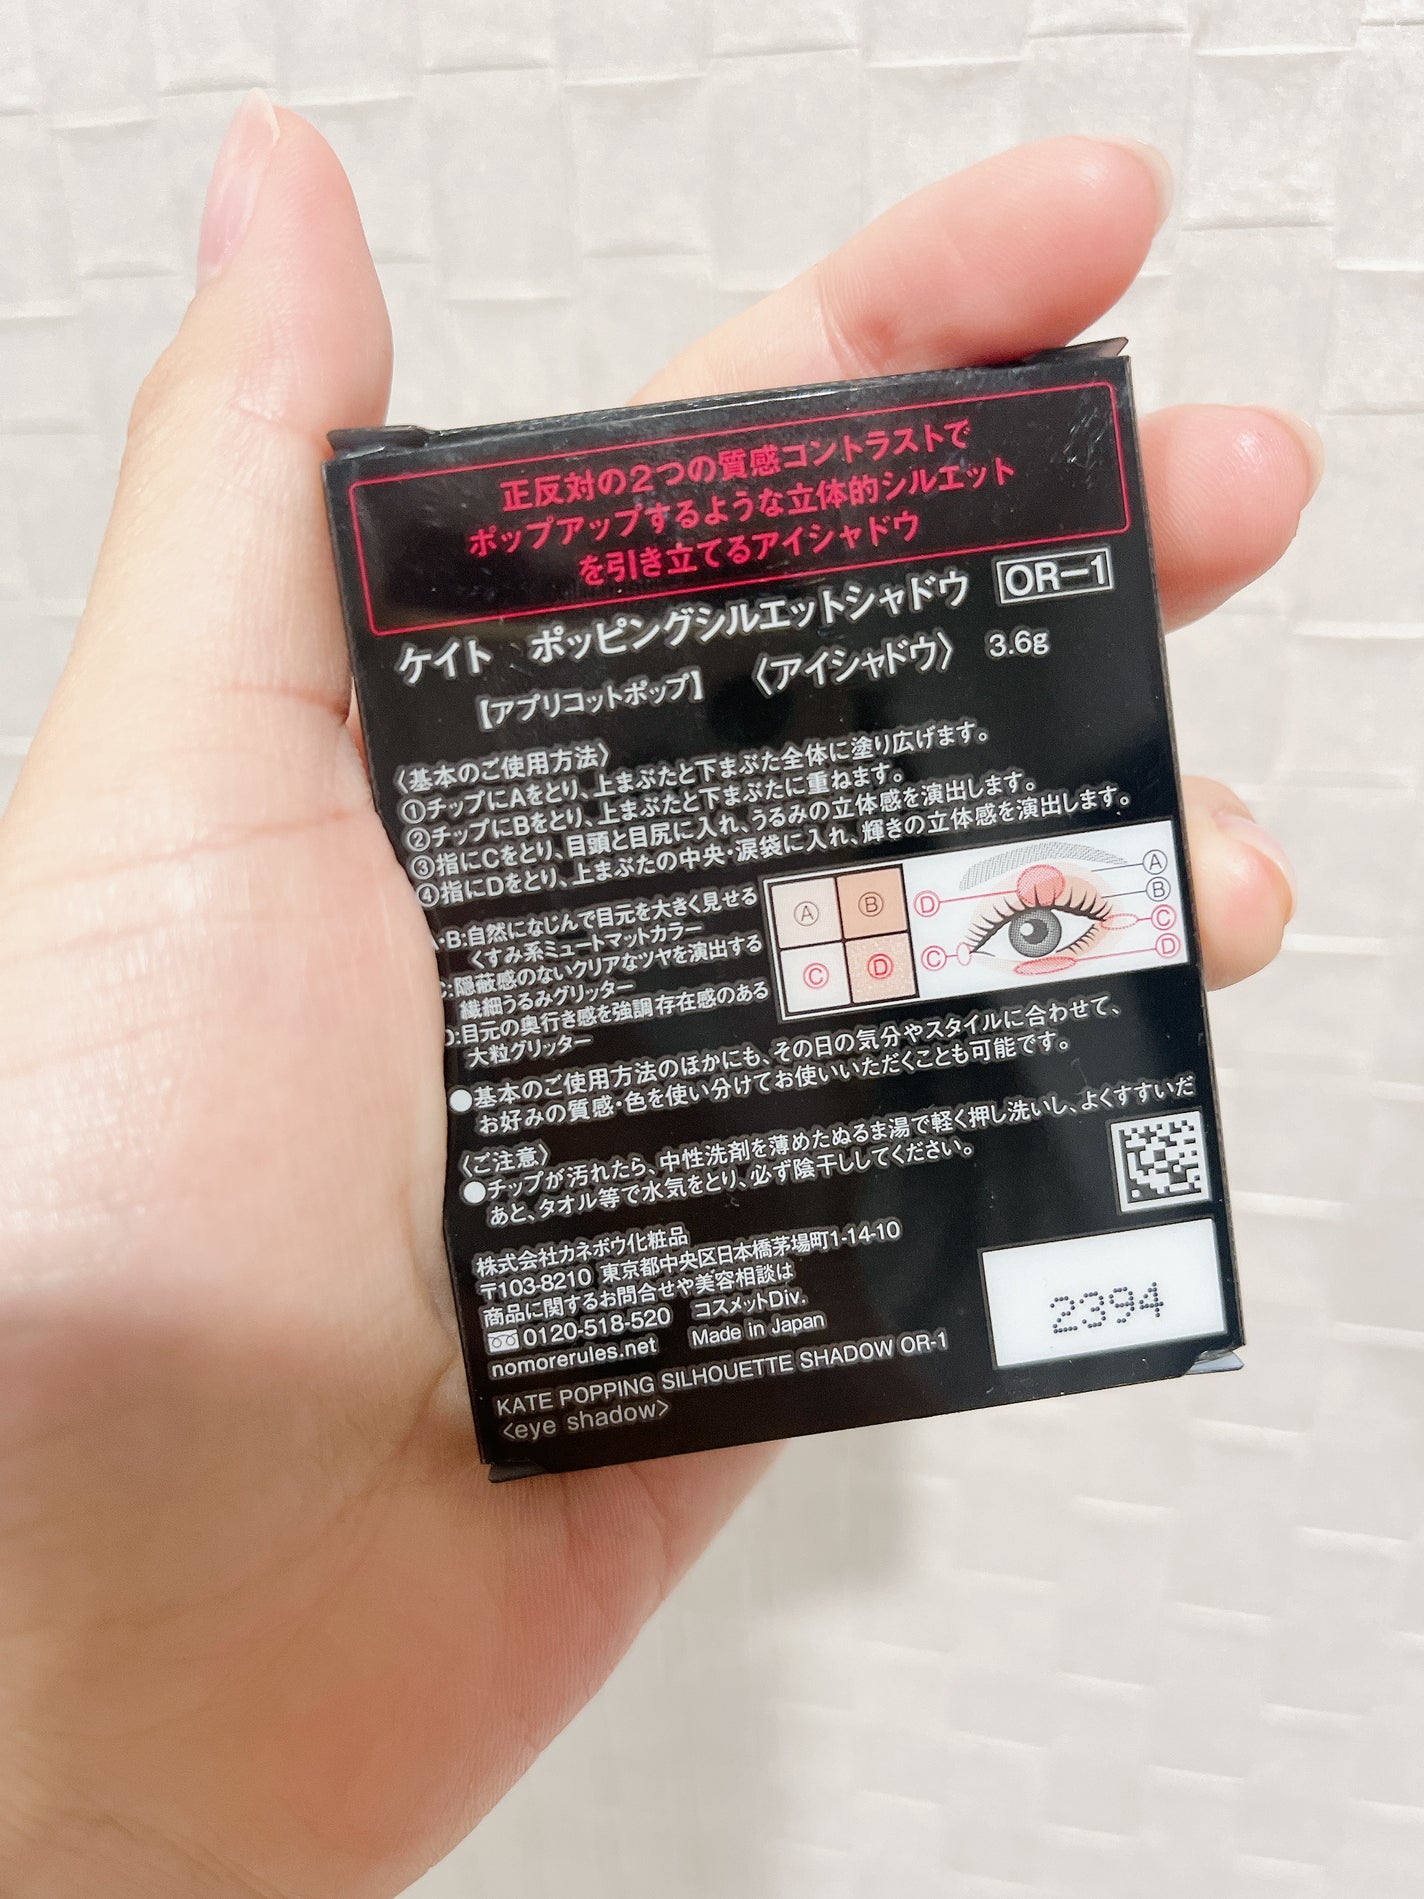 正反対の2つの質感コントラストで
ポップアップするような立体的シルエット
を引き立てるアイシャドウ
ケイト ポッピングシルエットシャドウ OR-1
【アプリコットポップ】 〈アイシャドウ〉 3.6g
〈基本のご使用方法〉
①チップにAをとり、上まぶたと下まぶた全体に塗り広げます。
②チップにBをとり、上まぶたと下まぶたに重ねます。
③指にCをとり、目頭と目尻に入れ、うるみの立体感を演出します。
④指にDをとり、上まぶたの中央・涙袋に入れ、輝きの立体感を演出します。
A・B:自然になじんで目元を大きく見せる
くすみ系ミュートマットカラー
C:隠蔽感のないクリアなツヤを演出する
繊細うるみグリッター
D:目元の奥行き感を強調 存在感のある
大粒グリッター
Ⓐ Ⓑ
Ⓒ Ⓓ
Ⓓ Ⓐ
Ⓑ
Ⓒ
Ⓒ Ⓓ
●基本のご使用方法のほかにも、その日の気分やスタイルに合わせて、
お好みの質感・色を使い分けてお使いいただくことも可能です。
〈ご注意〉
●チップが汚れたら、中性洗剤を薄めたぬるま湯で軽く押し洗いし、よくすすいだ
あと、タオル等で水気をとり、必ず陰干ししてください。
株式会社カネボウ化粧品
〒103-8210 東京都中央区日本橋茅場町1-14-10
商品に関するお問合せや美容相談は
0120-518-520 コスメットDiv.
nomorerules.net Made in Japan
KATE POPPING SILHOUETTE SHADOW OR-1
<eye shadow>
2394